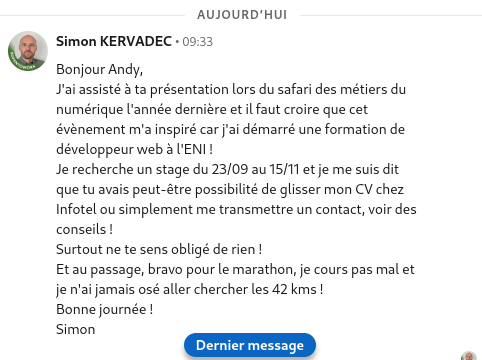 AUJOURD'HUI
Simon KERVADEC • 09:33
Bonjour Andy,
J'ai assisté à ta présentation lors du safari des métiers du
numérique l'année dernière et il faut croire que cet
évènement m'a inspiré car j'ai démarré une formation de
développeur web à l'ENI !
Je recherche un stage du 23/09 au 15/11 et je me suis dit
que tu avais peut-être possibilité de glisser mon CV chez
Infotel ou simplement me transmettre un contact, voir des
conseils !
Surtout ne te sens obligé de rien !
Et au passage, bravo pour le marathon, je cours pas mal et
je n'ai jamais osé aller chercher les 42 kms !
Bonne journée !
Simon
Dernier message